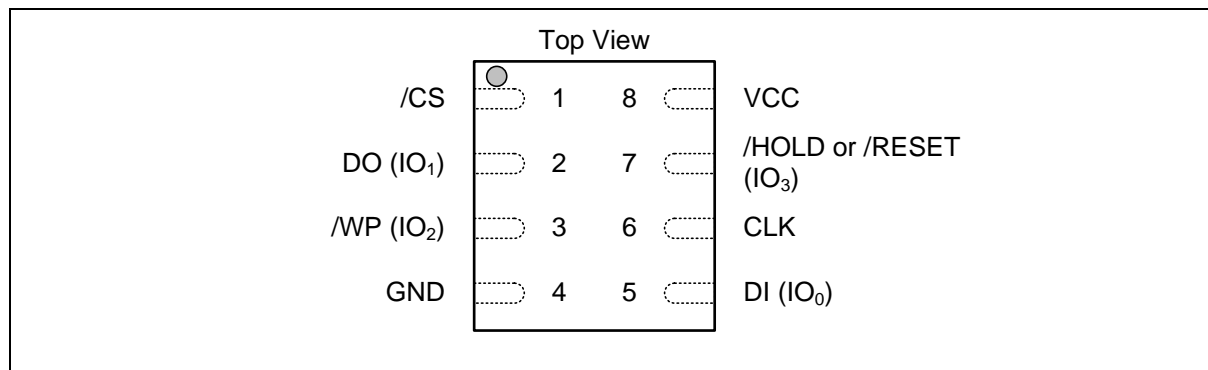 Top View
/CS 1 8 VCC
DO (IO₁) 2 7 /HOLD or /RESET
(IO₃)
/WP (IO₂) 3 6 CLK
GND 4 5 DI (IO₀)